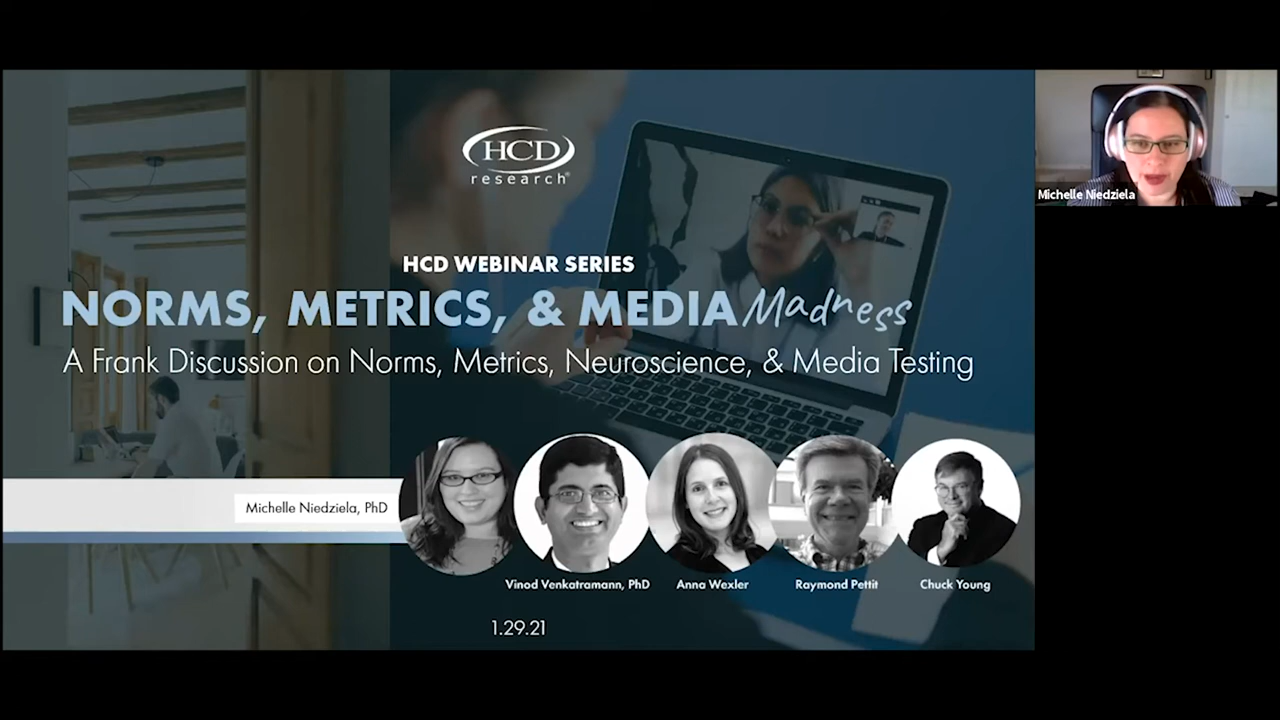 HCD
research®
HCD WEBINAR SERIES
NORMS, METRICS, & MEDIA Madness
A Frank Discussion on Norms, Metrics, Neuroscience, & Media Testing
Michelle Niedziela, PhD
Vinod Venkatramann, PhD
Anna Wexler
Raymond Pettit
Chuck Young
1.29.21
Michelle Niedziela